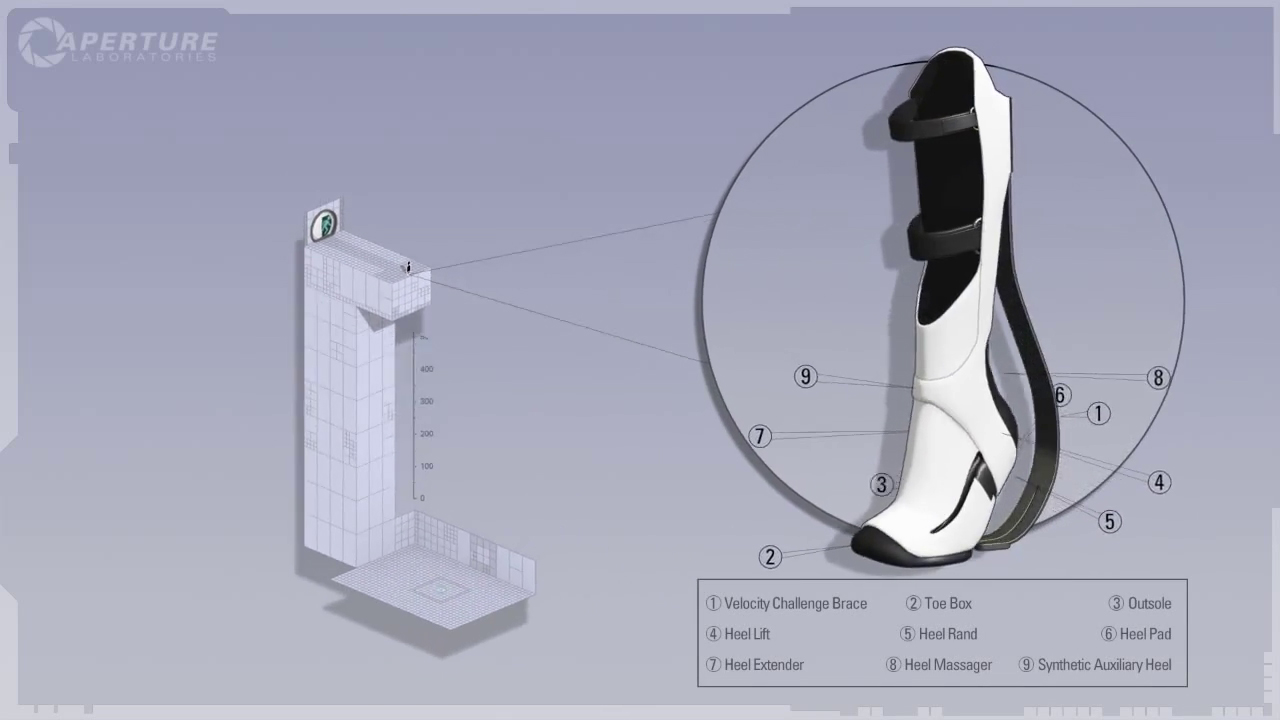 APERTURE
LABORATORIES
400
300
200
100
0
9
8
6
1
7
4
3
5
2
① Velocity Challenge Brace ② Toe Box ③ Outsole
④ Heel Lift ⑤ Heel Rand ⑥ Heel Pad
⑦ Heel Extender ⑧ Heel Massager ⑨ Synthetic Auxiliary Heel